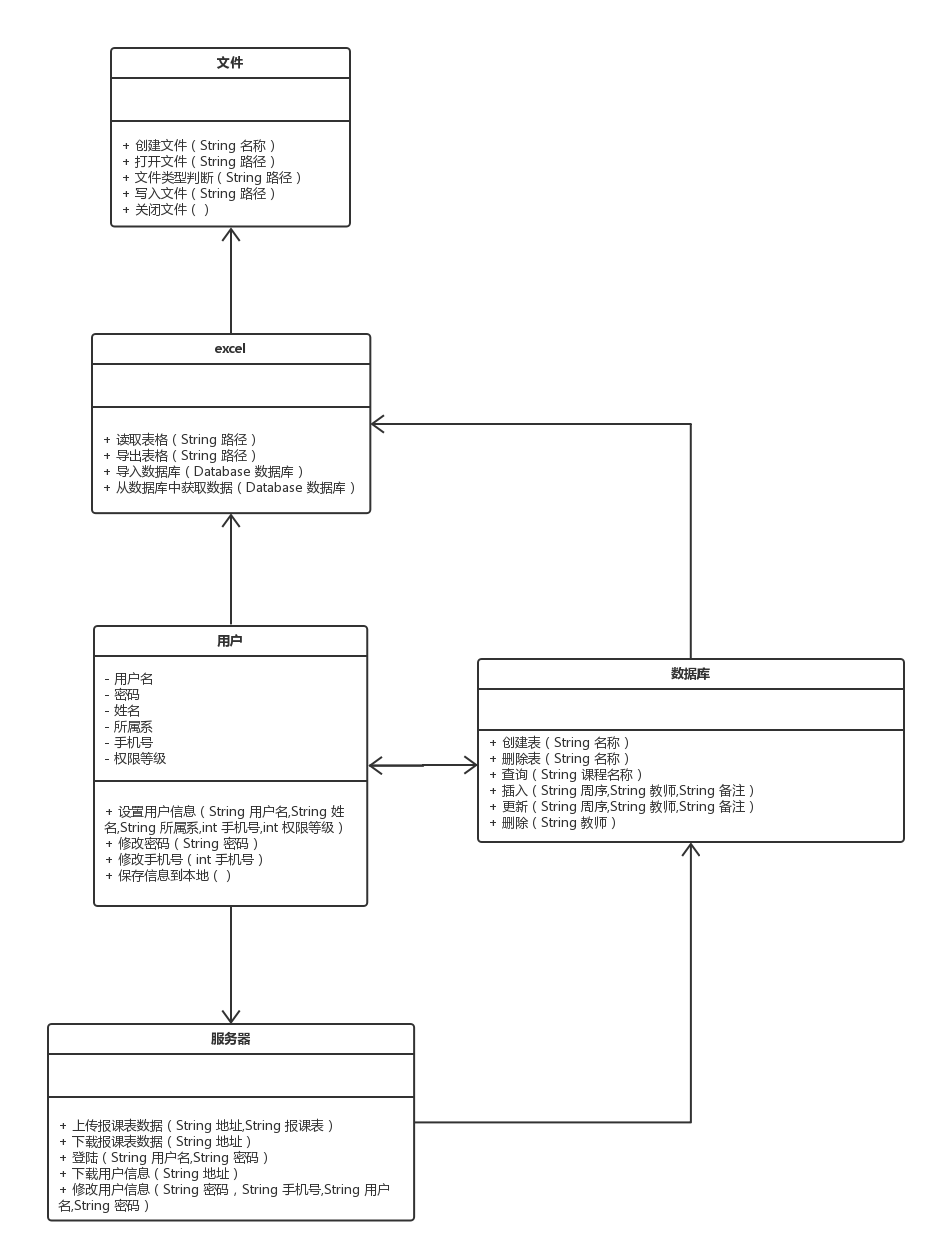 文件
+ 创建文件（String 名称）
+ 打开文件（String 路径）
+ 文件类型判断（String 路径）
+ 写入文件（String 路径）
+ 关闭文件（ ）
excel
+ 读取表格（String 路径）
+ 导出表格（String 路径）
+ 导入数据库（Database 数据库）
+ 从数据库中获取数据（Database 数据库）
用户
- 用户名
- 密码
- 姓名
- 所属系
- 手机号
- 权限等级
+ 设置用户信息（String 用户名,String 姓
名,String 所属系,int 手机号,int 权限等级）
+ 修改密码（String 密码）
+ 修改手机号（int 手机号）
+ 保存信息到本地（ ）
数据库
+ 创建表（String 名称）
+ 删除表（String 名称）
+ 查询（String 课程名称）
+ 插入（String 周序,String 教师,String 备注）
+ 更新（String 周序,String 教师,String 备注）
+ 删除（String 教师）
服务器
+ 上传报课表数据（String 地址,String 报课表）
+ 下载报课表数据（String 地址）
+ 登陆（String 用户名,String 密码）
+ 下载用户信息（String 地址）
+ 修改用户信息（String 密码，String 手机号,String 用户
名,String 密码）